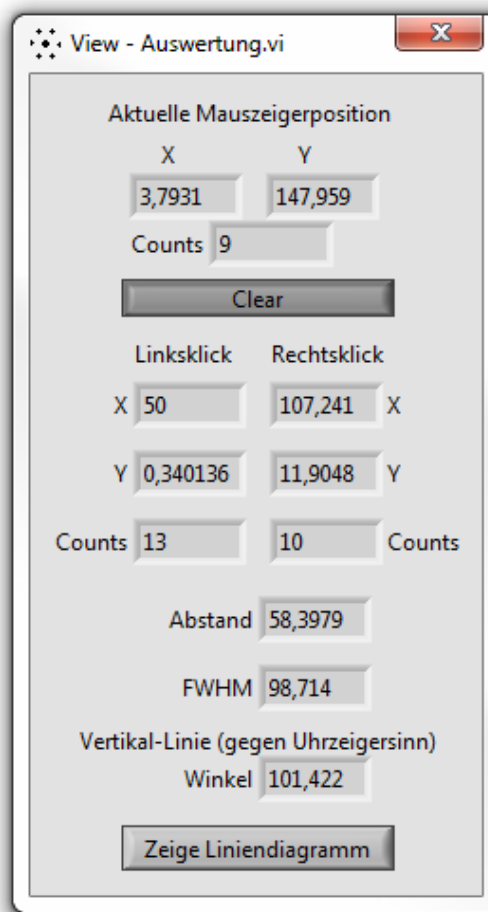 View - Auswertung.vi
Aktuelle Mauszeigerposition
X Y
3,7931 147,959
Counts 9
Clear
Linksklick Rechtsklick
X 50 107,241 X
Y 0,340136 11,9048 Y
Counts 13 10 Counts
Abstand 58,3979
FWHM 98,714
Vertikal-Linie (gegen Uhrzeigersinn)
Winkel 101,422
Zeige Liniendiagramm